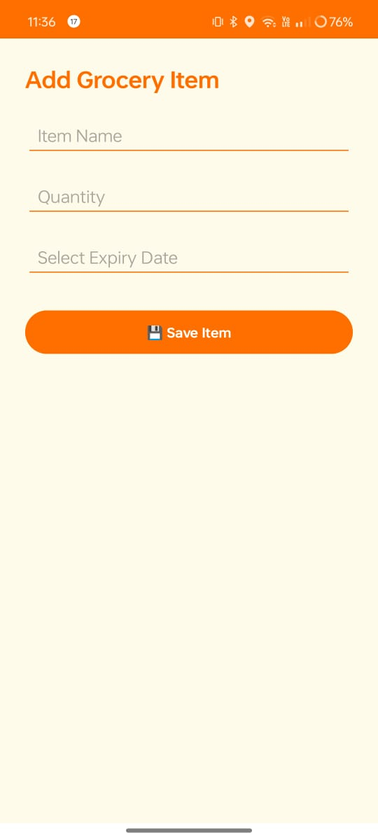 11:36 17 76%
Add Grocery Item
Item Name
Quantity
Select Expiry Date
💾 Save Item